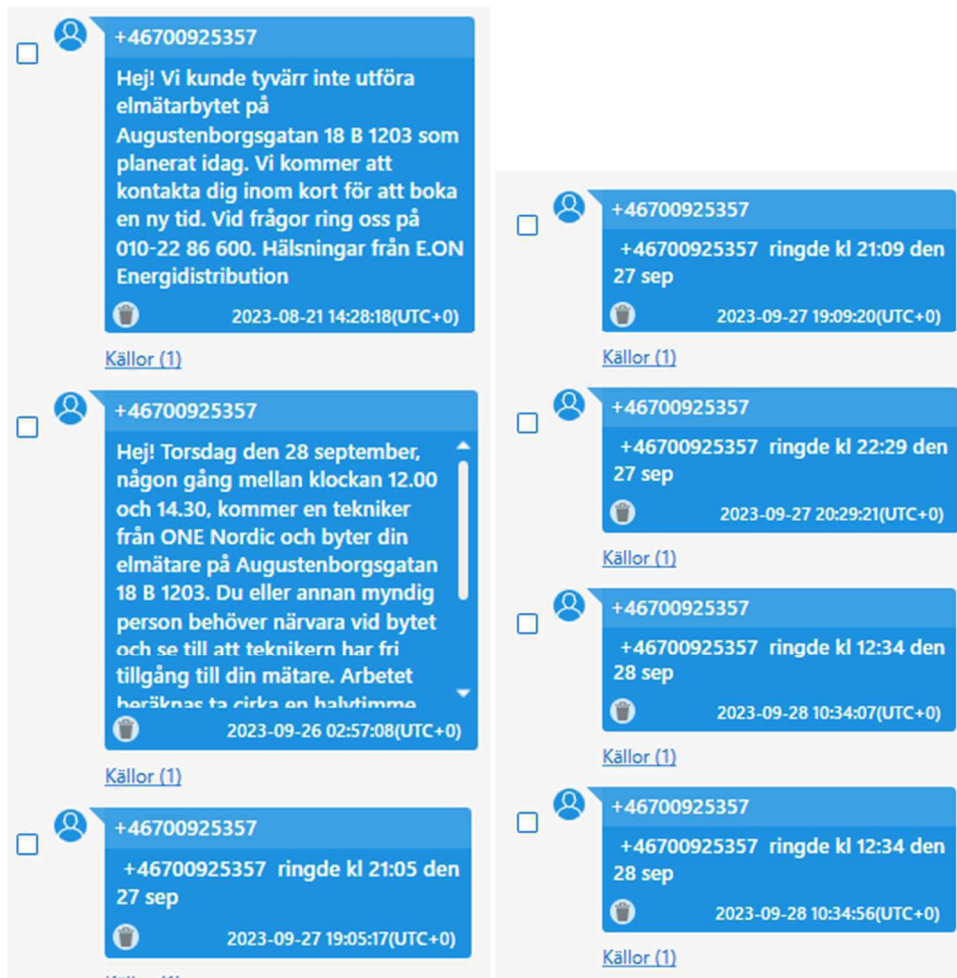 +46700925357
Hej! Vi kunde tyvärr inte utföra
elmätarbytet på
Augustenborgsgatan 18 B 1203 som
planerat idag. Vi kommer att
kontakta dig inom kort för att boka
en ny tid. Vid frågor ring oss på
010-22 86 600. Hälsningar från E.ON
Energidistribution
2023-08-21 14:28:18(UTC+0)
Källor (1)
+46700925357
Hej! Torsdag den 28 september,
någon gång mellan klockan 12.00
och 14.30, kommer en tekniker
från ONE Nordic och byter din
elmätare på Augustenborgsgatan
18 B 1203. Du eller annan myndig
person behöver närvara vid bytet
och se till att teknikern har fri
tillgång till din mätare. Arbetet
beräknas ta cirka en halvtimme
2023-09-26 02:57:08(UTC+0)
Källor (1)
+46700925357
+46700925357 ringde kl 21:05 den
27 sep
2023-09-27 19:05:17(UTC+0)
Källor (1)
+46700925357
+46700925357 ringde kl 21:09 den
27 sep
2023-09-27 19:09:20(UTC+0)
Källor (1)
+46700925357
+46700925357 ringde kl 22:29 den
27 sep
2023-09-27 20:29:21(UTC+0)
Källor (1)
+46700925357
+46700925357 ringde kl 12:34 den
28 sep
2023-09-28 10:34:07(UTC+0)
Källor (1)
+46700925357
+46700925357 ringde kl 12:34 den
28 sep
2023-09-28 10:34:56(UTC+0)
Källor (1)